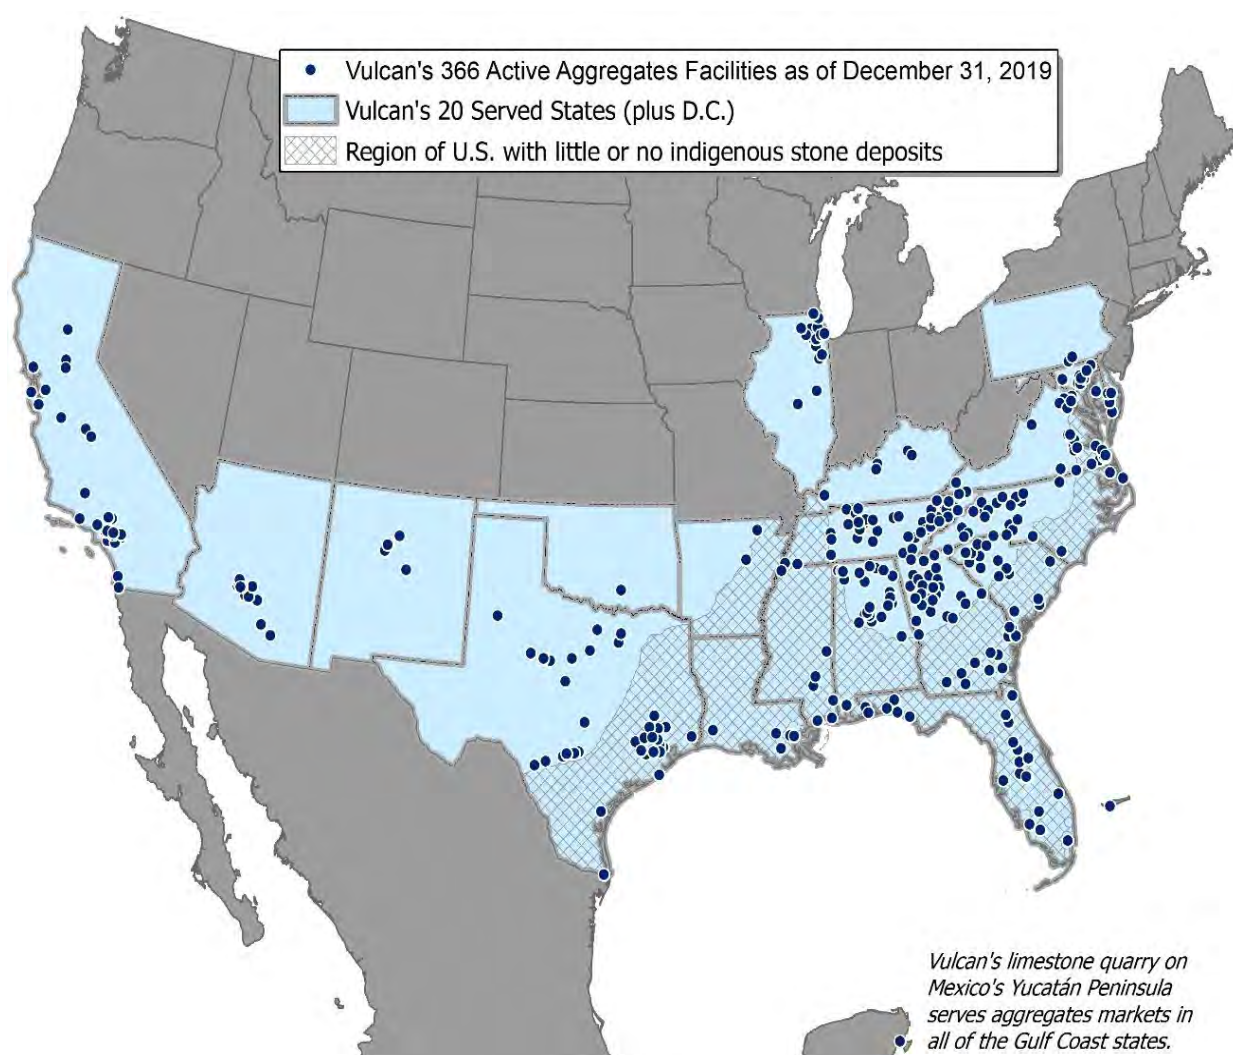 Vulcan's 366 Active Aggregates Facilities as of December 31, 2019
Vulcan's 20 Served States (plus D.C.)
Region of U.S. with little or no indigenous stone deposits
Vulcan's limestone quarry on
Mexico's Yucatán Peninsula
serves aggregates markets in
all of the Gulf Coast states.